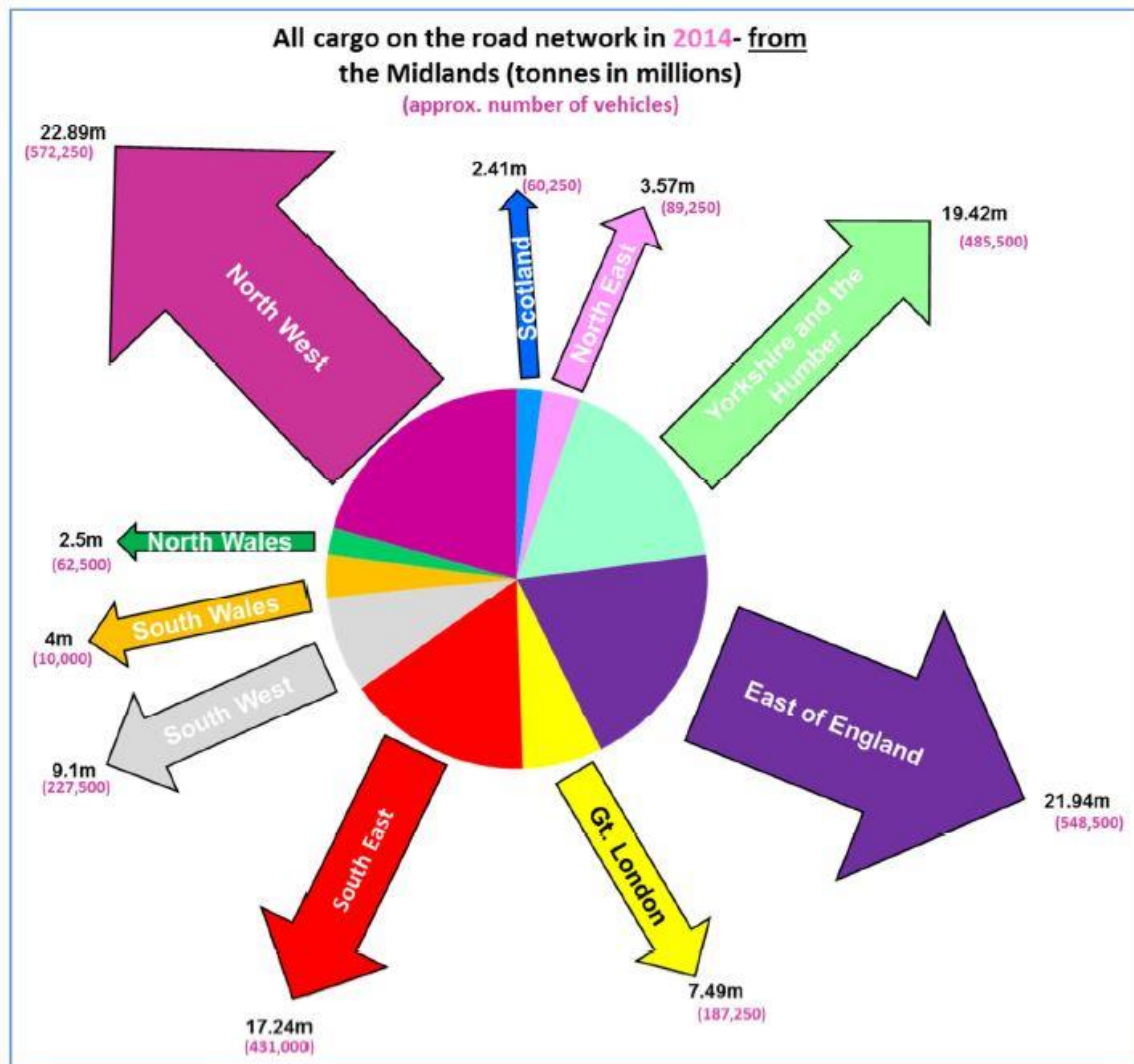 All cargo on the road network in 2014- from
the Midlands (tonnes in millions)
(approx. number of vehicles)
22.89m
(572,250)
North West
2.41m
(60,250)
Scotland
3.57m
(89,250)
North East
19.42m
(485,500)
Yorkshire and the
Humber
2.5m
(62,500)
North Wales
4m
(10,000)
South Wales
9.1m
(227,500)
South West
East of England
21.94m
(548,500)
South East
17.24m
(431,000)
Gt. London
7.49m
(187,250)